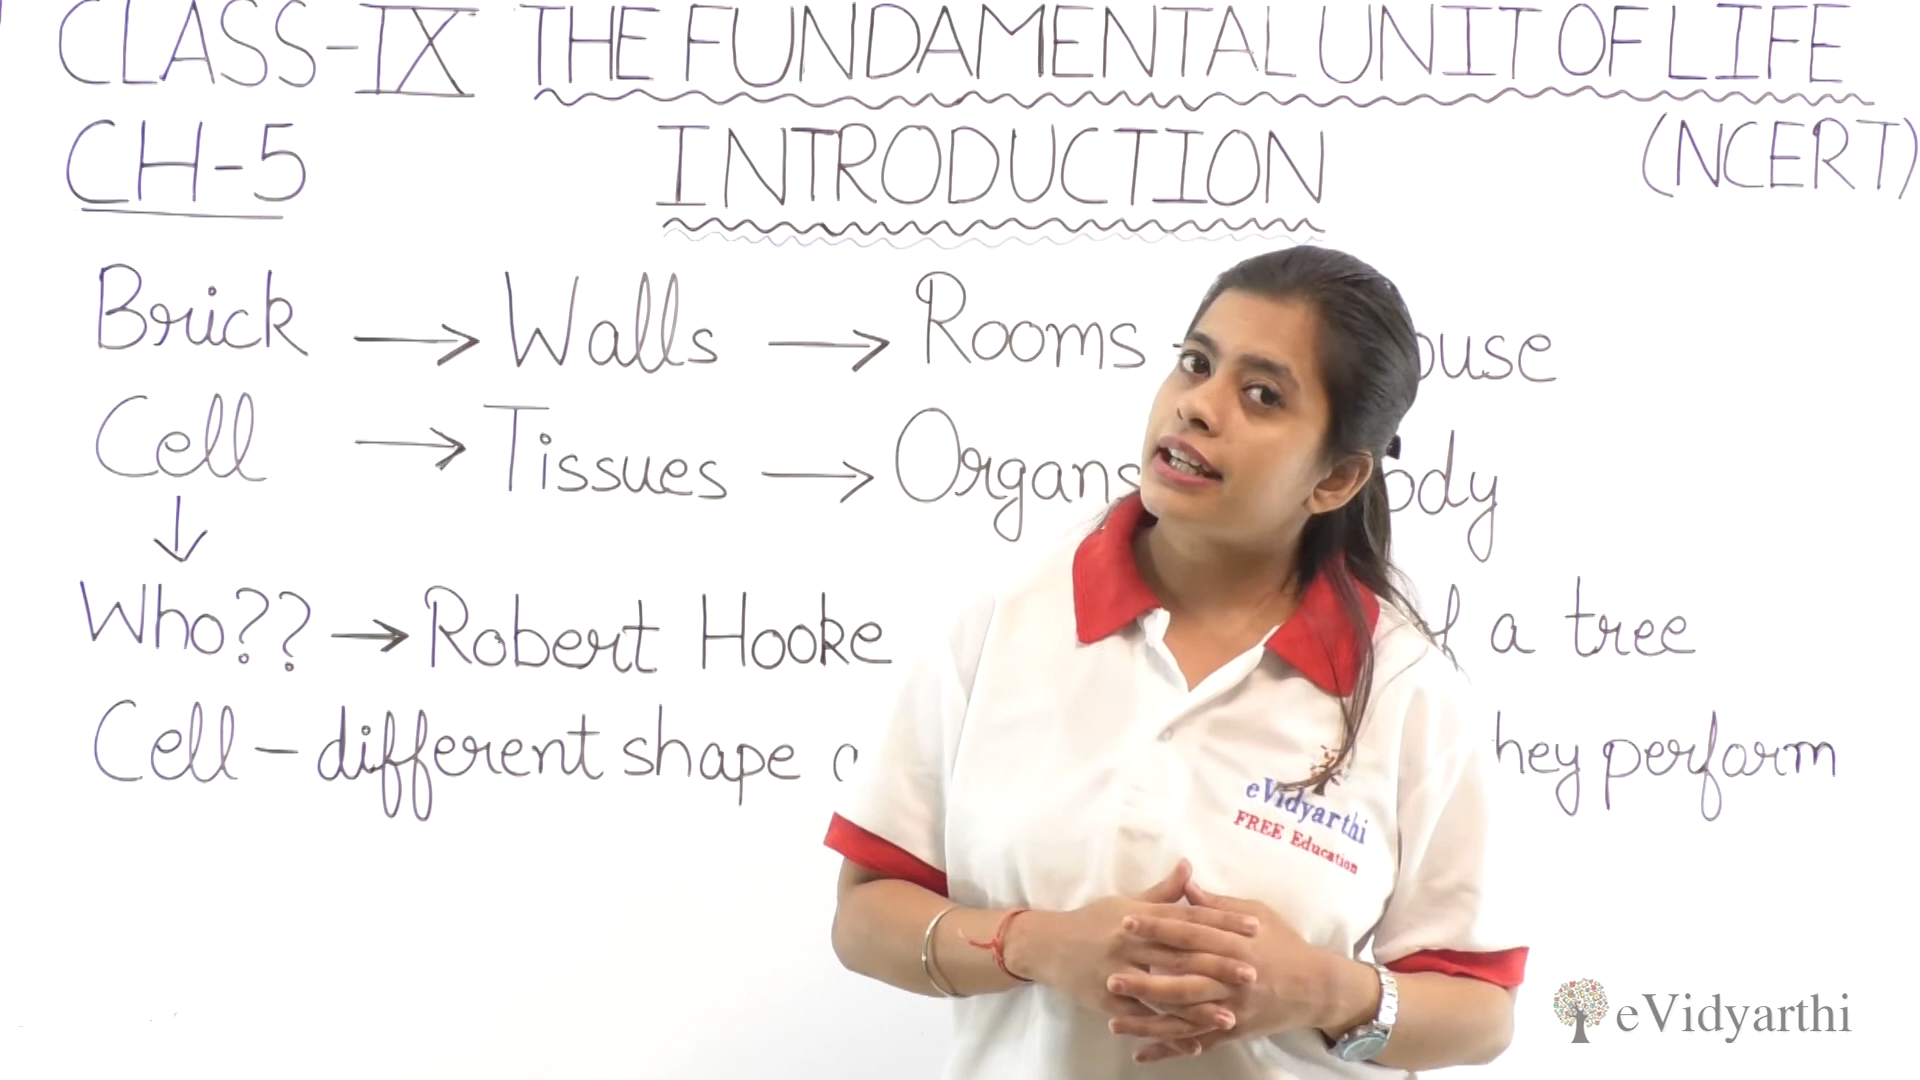 CLASS-IX THE FUNDAMENTAL UNIT OF LIFE
CH-5 INTRODUCTION (NCERT)
Brick → Walls → Rooms
Cell → Tissues → Organs
↓
Who?? → Robert Hooke a tree
Cell - different shape perform
eVidyarthi
FREE Education
eVidyarthi